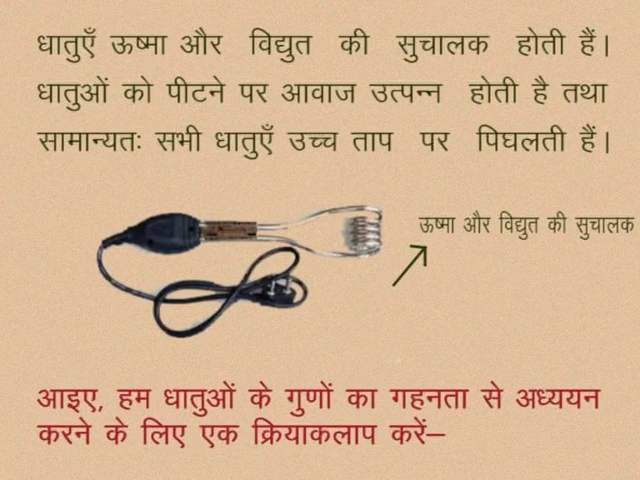 धातुएँ ऊष्मा और विद्युत की सुचालक होती हैं।
धातुओं को पीटने पर आवाज उत्पन्न होती है तथा
सामान्यतः सभी धातुएँ उच्च ताप पर पिघलती हैं।
ऊष्मा और विद्युत की सुचालक
आइए, हम धातुओं के गुणों का गहनता से अध्ययन
करने के लिए एक क्रियाकलाप करें–